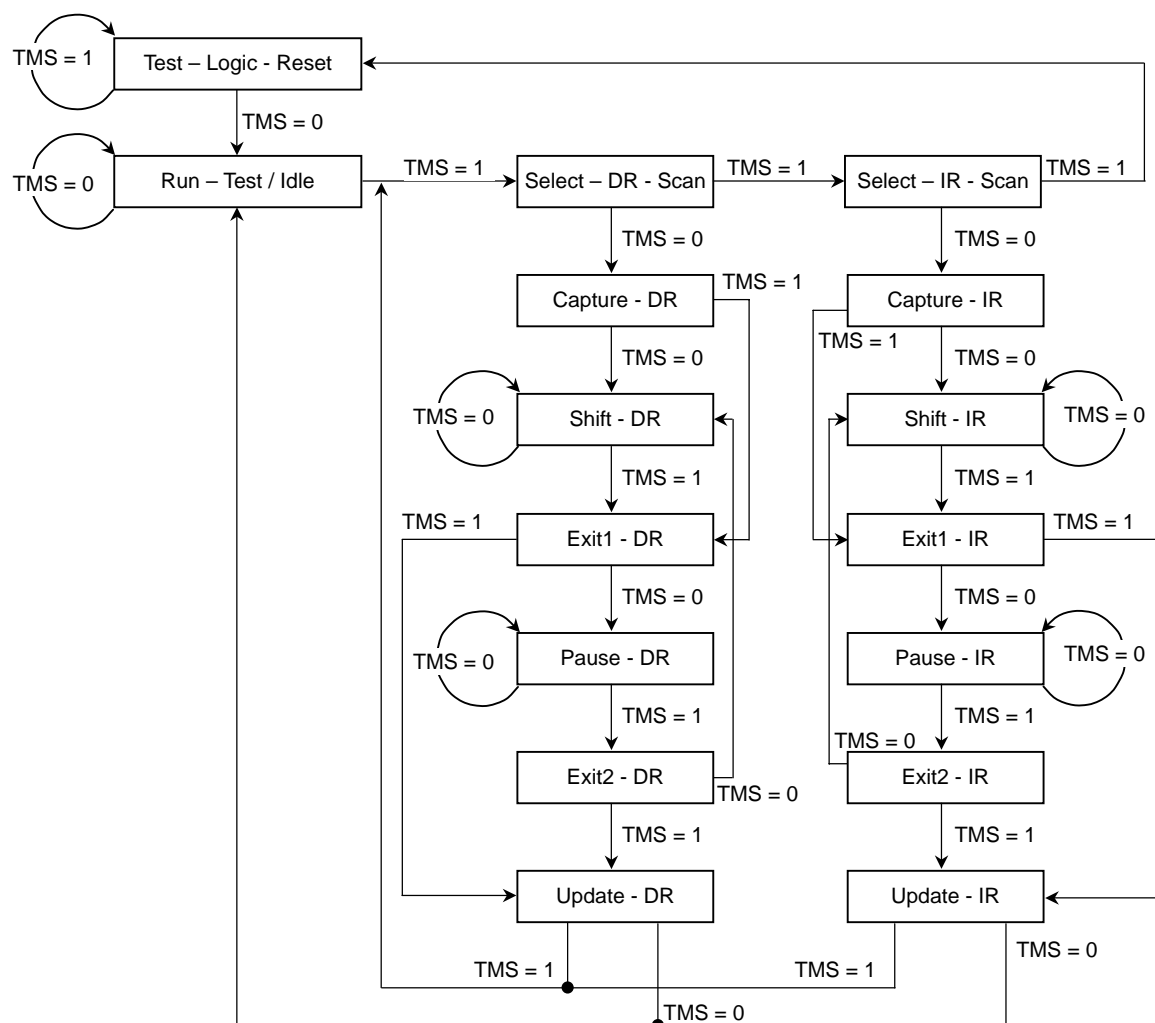 TMS = 1
Test – Logic - Reset
TMS = 0
TMS = 0
Run – Test / Idle
TMS = 1
Select – DR - Scan
TMS = 1
Select – IR - Scan
TMS = 1
TMS = 0
TMS = 0
Capture - DR
TMS = 1
Capture - IR
TMS = 1
TMS = 0
TMS = 0
TMS = 0
Shift - DR
Shift - IR
TMS = 0
TMS = 1
TMS = 1
TMS = 1
Exit1 - DR
Exit1 - IR
TMS = 1
TMS = 0
TMS = 0
TMS = 0
Pause - DR
Pause - IR
TMS = 0
TMS = 1
TMS = 1
Exit2 - DR
TMS = 0
TMS = 0
Exit2 - IR
TMS = 1
TMS = 1
Update - DR
Update - IR
TMS = 1
TMS = 1
TMS = 0
TMS = 0